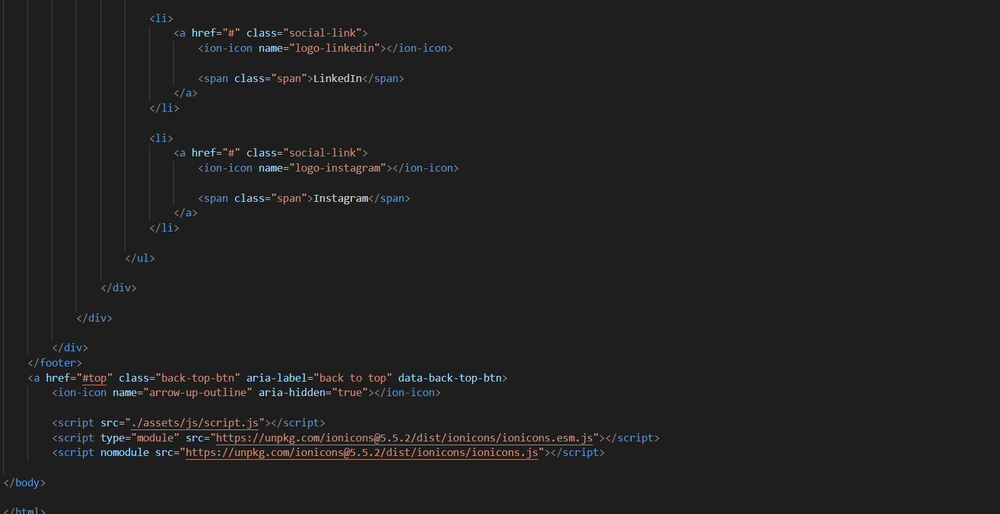 <li>
<a href="#" class="social-link">
<ion-icon name="logo-linkedin"></ion-icon>
<span class="span">LinkedIn</span>
</a>
</li>
<li>
<a href="#" class="social-link">
<ion-icon name="logo-instagram"></ion-icon>
<span class="span">Instagram</span>
</a>
</li>
</ul>
</div>
</div>
</div>
</footer>
<a href="#top" class="back-top-btn" aria-label="back to top" data-back-top-btn>
<ion-icon name="arrow-up-outline" aria-hidden="true"></ion-icon>
<script src="./assets/js/script.js"></script>
<script type="module" src="https://unpkg.com/ionicons@5.5.2/dist/ionicons/ionicons.esm.js"></script>
<script nomodule src="https://unpkg.com/ionicons@5.5.2/dist/ionicons/ionicons.js"></script>
</body>
</html>